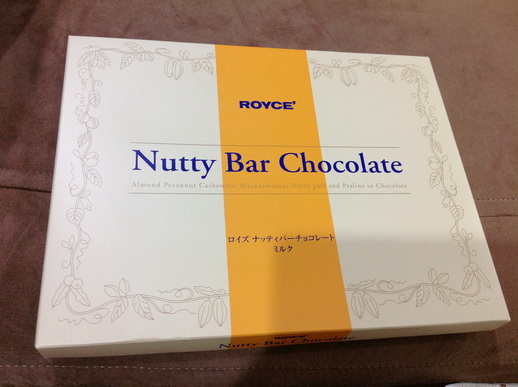 ROYCE'
Nutty Bar Chocolate
Almond Pecannut Cashewnut Macadamianut Nutty puff and Praline in Chocolate
ロイズ ナッティバーチョコレート
ミルク
ROYCE'
Nutty Bar Chocolate